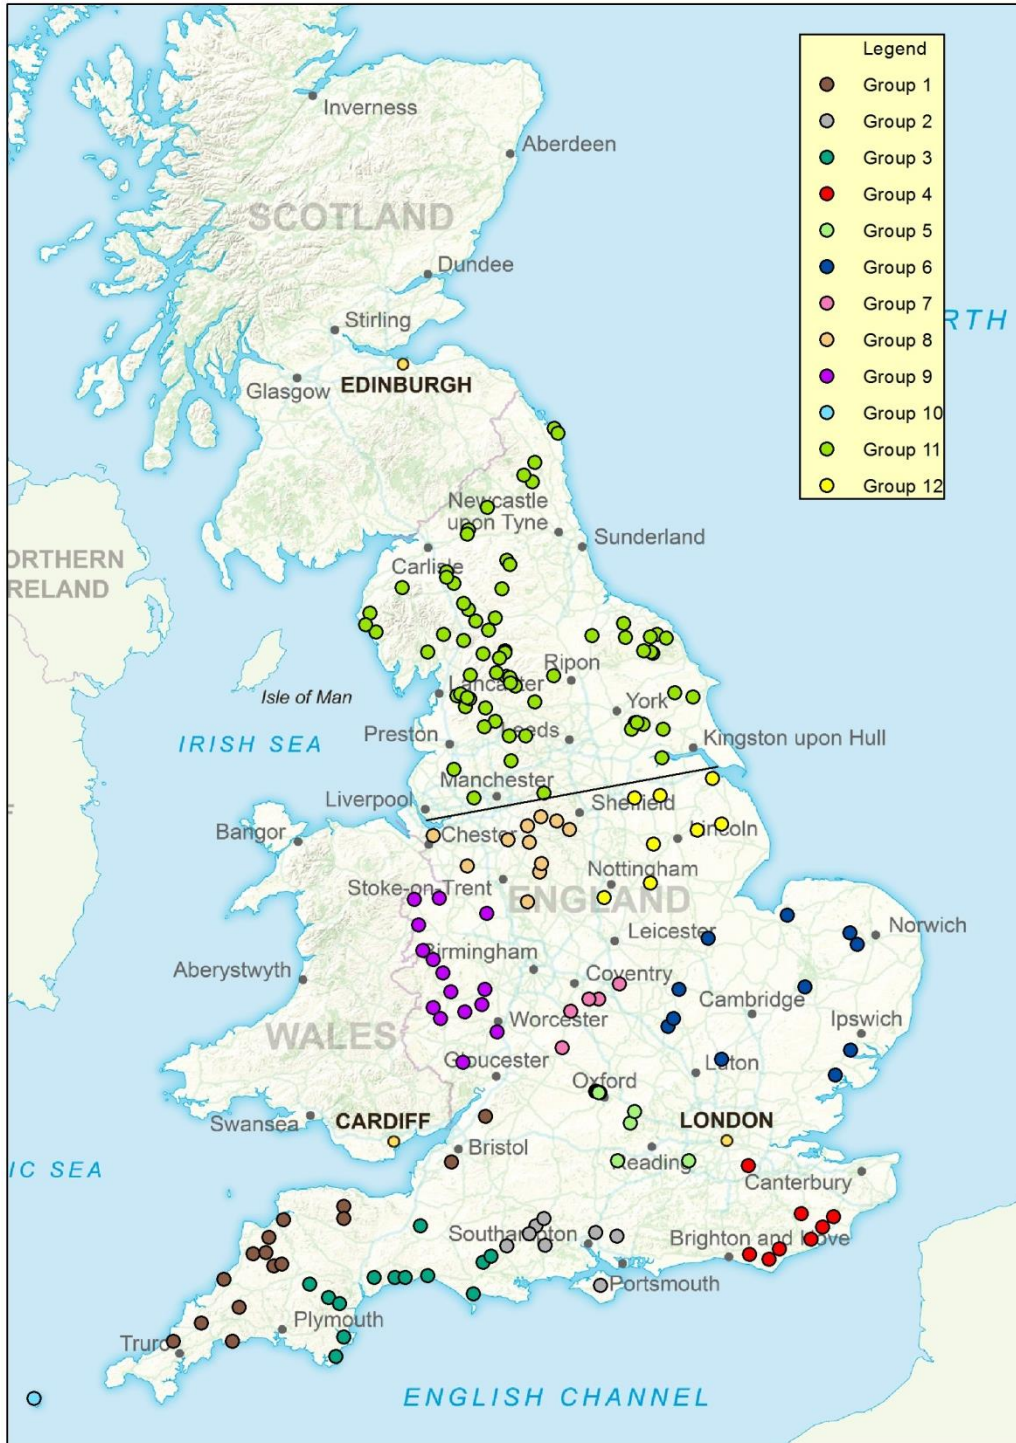 Legend
Group 1
Group 2
Group 3
Group 4
Group 5
Group 6
Group 7
Group 8
Group 9
Group 10
Group 11
Group 12
Inverness
Aberdeen
SCOTLAND
Dundee
RTH
Stirling
EDINBURGH
Glasgow
Newcastle
upon Tyne
Sunderland
ORTHERN
RELAND
Carlisle
Ripon
Lancaster
Isle of Man
York
IRISH SEA
Preston
eeds
Kingston upon Hull
Manchester
Liverpool
Sheffield
Bangor
Chester
Lincoln
Stoke-on-Trent
Nottingham
ENGLAND
Norwich
Leicester
Birmingham
Aberystwyth
Coventry
Cambridge
Worcester
Ipswich
WALES
Gloucester
Luton
Oxford
Swansea
CARDIFF
LONDON
Bristol
IC SEA
Reading
Canterbury
Southampton
Brighton and Hove
Portsmouth
Plymouth
Truro
ENGLISH CHANNEL